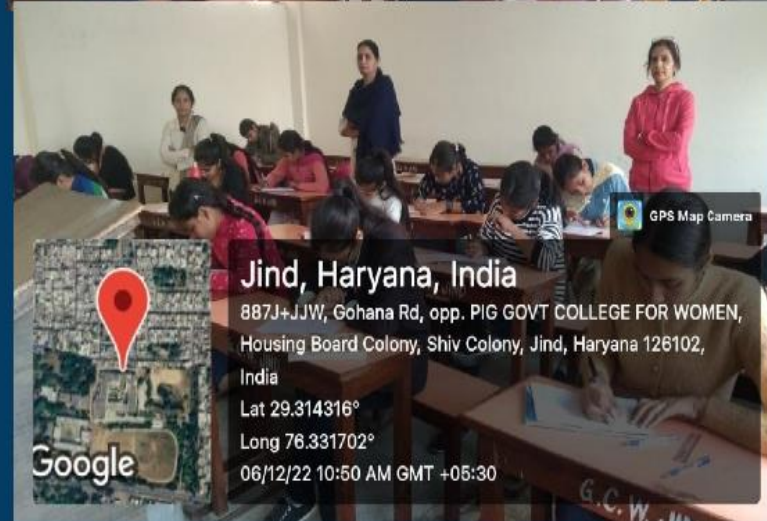 GPS Map Camera
Jind, Haryana, India
887J+JJW, Gohana Rd, opp. PIG GOVT COLLEGE FOR WOMEN,
Housing Board Colony, Shiv Colony, Jind, Haryana 126102,
India
Lat 29.314316°
Long 76.331702°
06/12/22 10:50 AM GMT +05:30
Google
G.C.W.